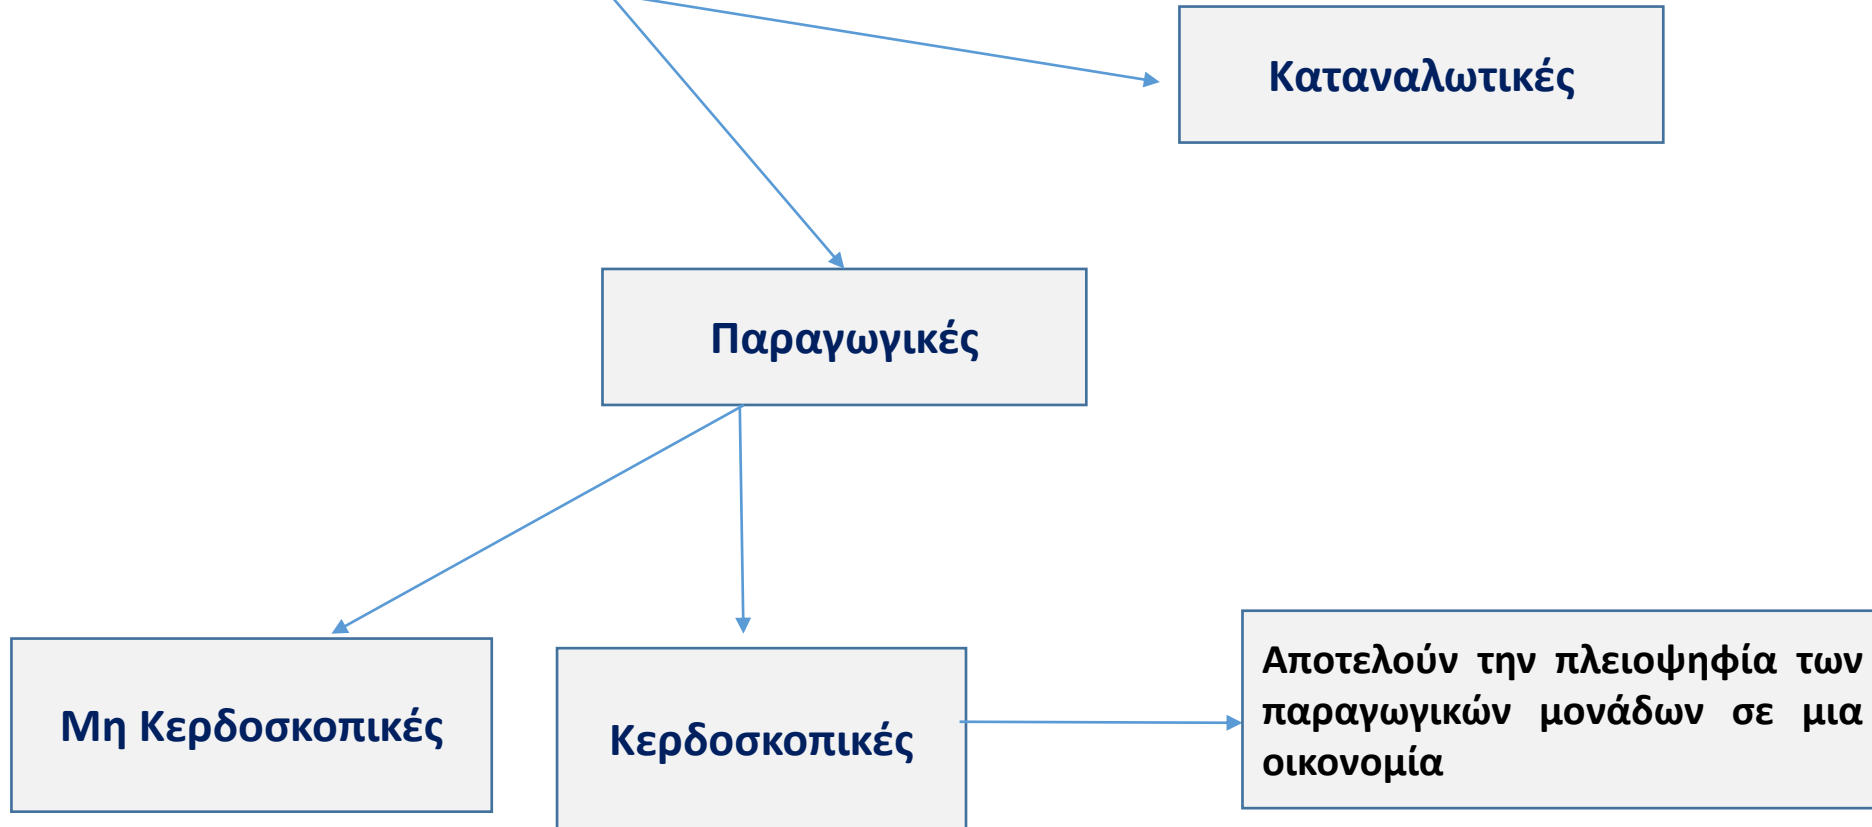 Καταναλωτικές
Παραγωγικές
Μη Κερδοσκοπικές
Κερδοσκοπικές
Αποτελούν την πλειοψηφία των
παραγωγικών μονάδων σε μια
οικονομία